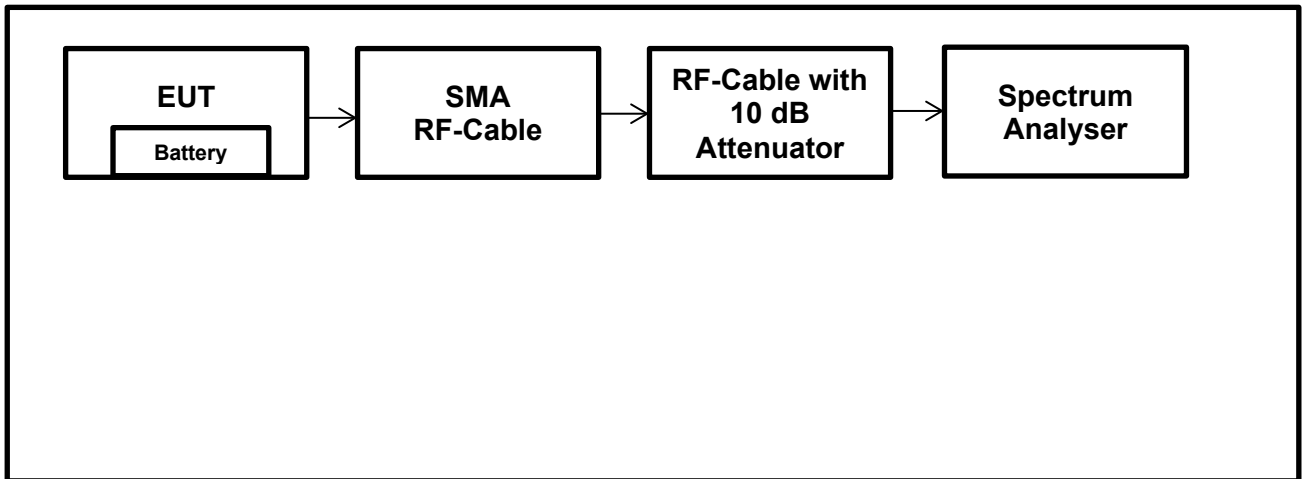 EUT
Battery
SMA
RF-Cable
RF-Cable with
10 dB
Attenuator
Spectrum
Analyser